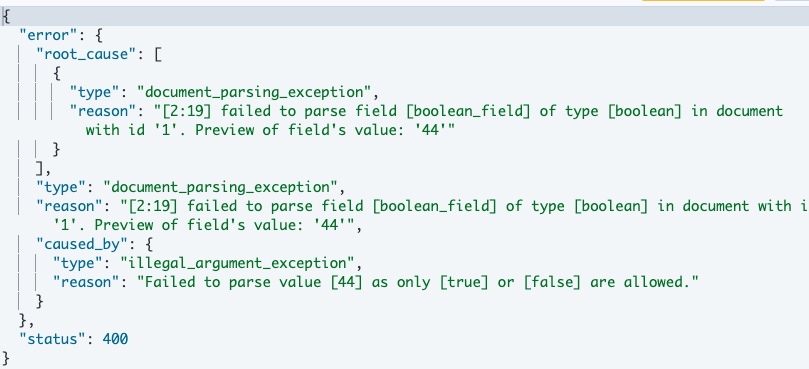 {
"error": {
"root_cause": [
{
"type": "document_parsing_exception",
"reason": "[2:19] failed to parse field [boolean_field] of type [boolean] in document
with id '1'. Preview of field's value: '44'"
}
],
"type": "document_parsing_exception",
"reason": "[2:19] failed to parse field [boolean_field] of type [boolean] in document with i
'1'. Preview of field's value: '44'",
"caused_by": {
"type": "illegal_argument_exception",
"reason": "Failed to parse value [44] as only [true] or [false] are allowed."
}
},
"status": 400
}